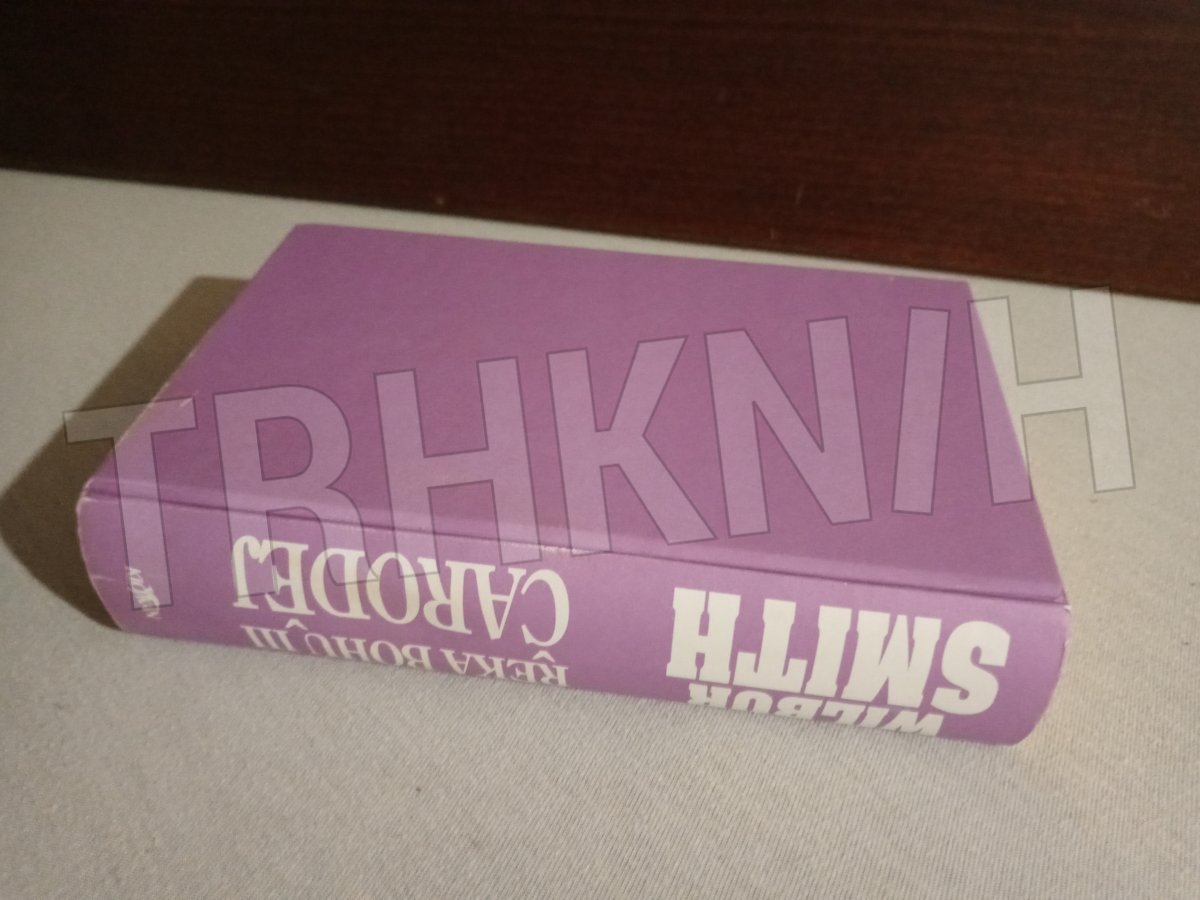 WILBUR
SMITH
ŘEKA BOHŮ III
ČARODĚJ
TRHKNIH